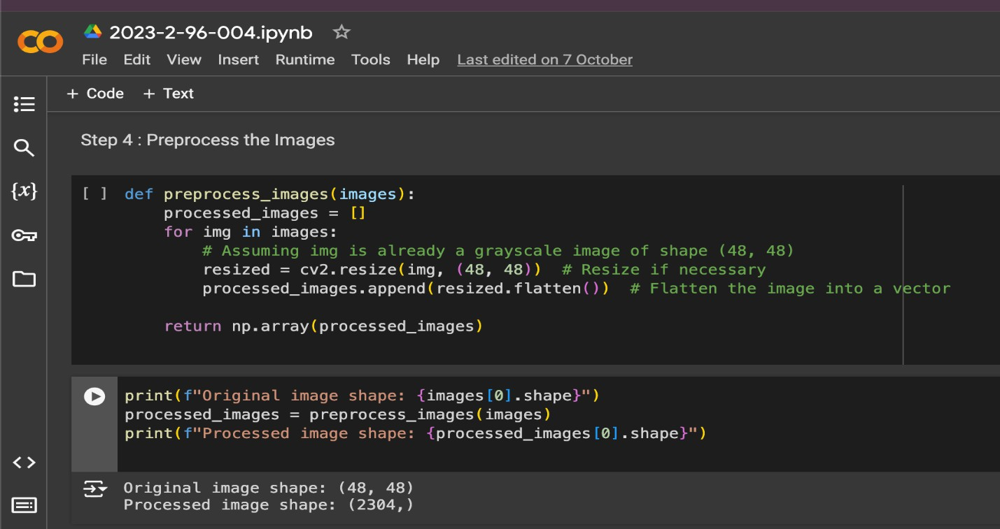 2023-2-96-004.ipynb
File Edit View Insert Runtime Tools Help Last edited on 7 October
+ Code + Text
Step 4 : Preprocess the Images
[ ] def preprocess_images(images):
    processed_images = []
    for img in images:
        # Assuming img is already a grayscale image of shape (48, 48)
        resized = cv2.resize(img, (48, 48))  # Resize if necessary
        processed_images.append(resized.flatten())  # Flatten the image into a vector
    return np.array(processed_images)
print(f"Original image shape: {images[0].shape}")
processed_images = preprocess_images(images)
print(f"Processed image shape: {processed_images[0].shape}")
Original image shape: (48, 48)
Processed image shape: (2304,)